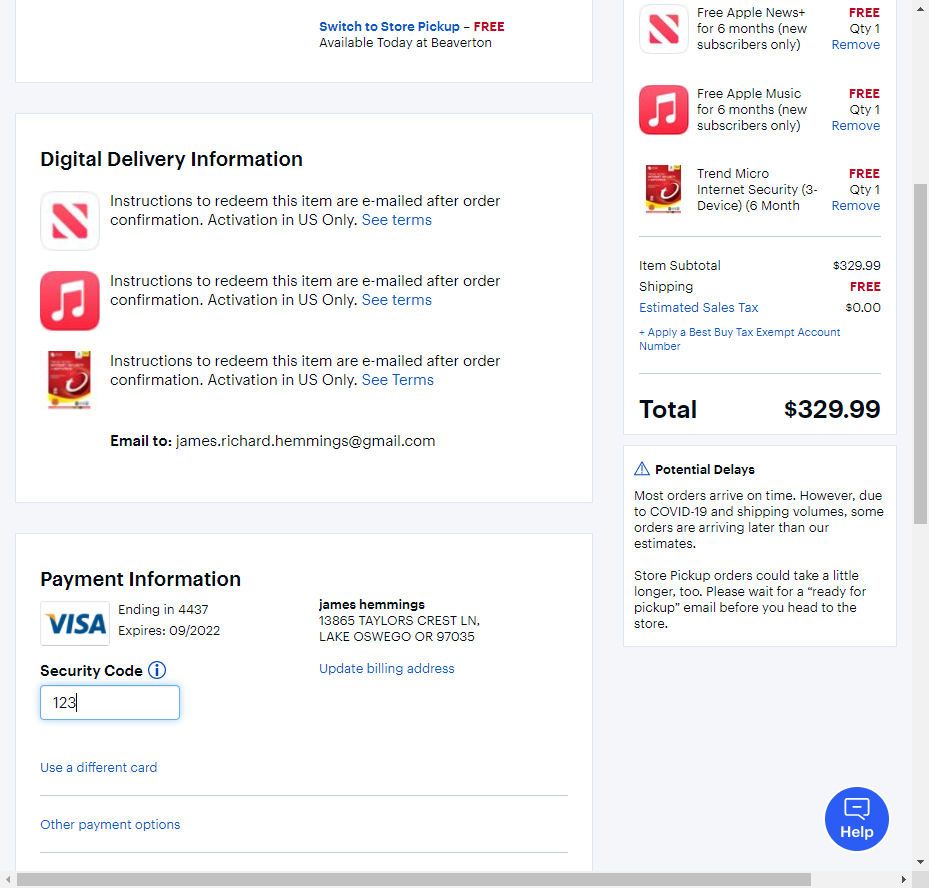 Switch to Store Pickup – FREE
Available Today at Beaverton
Digital Delivery Information
Instructions to redeem this item are e-mailed after order
confirmation. Activation in US Only. See terms
Instructions to redeem this item are e-mailed after order
confirmation. Activation in US Only. See terms
Instructions to redeem this item are e-mailed after order
confirmation. Activation in US Only. See Terms
Email to: james.richard.hemmings@gmail.com
Payment Information
VISA
Ending in 4437
Expires: 09/2022
james hemmings
13865 TAYLORS CREST LN,
LAKE OSWEGO OR 97035
Update billing address
Security Code
123
Use a different card
Other payment options
Free Apple News+ FREE
for 6 months (new Qty 1
subscribers only) Remove
Free Apple Music FREE
for 6 months (new Qty 1
subscribers only) Remove
Trend Micro FREE
Internet Security (3- Qty 1
Device) (6 Month Remove
Item Subtotal $329.99
Shipping FREE
Estimated Sales Tax $0.00
+ Apply a Best Buy Tax Exempt Account
Number
Total $329.99
Potential Delays
Most orders arrive on time. However, due
to COVID-19 and shipping volumes, some
orders are arriving later than our
estimates.
Store Pickup orders could take a little
longer, too. Please wait for a “ready for
pickup” email before you head to the
store.
Help